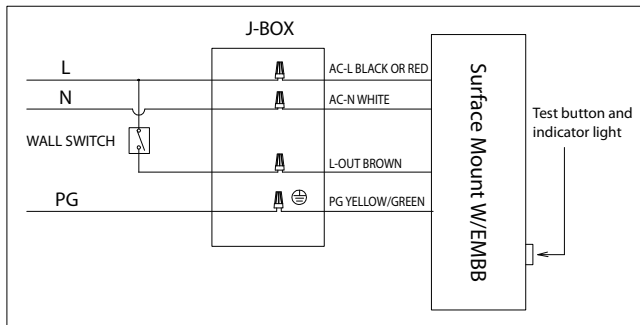 J-BOX
L
AC-L BLACK OR RED
N
AC-N WHITE
WALL SWITCH
L-OUT BROWN
PG
PG YELLOW/GREEN
Surface Mount W/EMBB
Test button and
indicator light